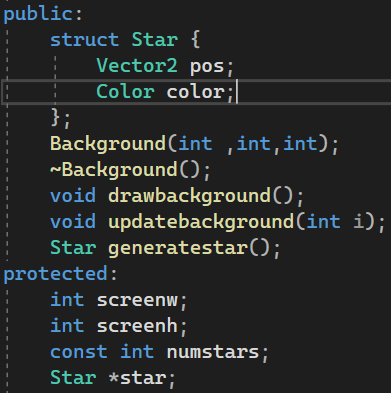 public:
struct Star {
Vector2 pos;
Color color;
};
Background(int ,int,int);
~Background();
void drawbackground();
void updatebackground(int i);
Star generatestar();
protected:
int screenw;
int screenh;
const int numstars;
Star *star;